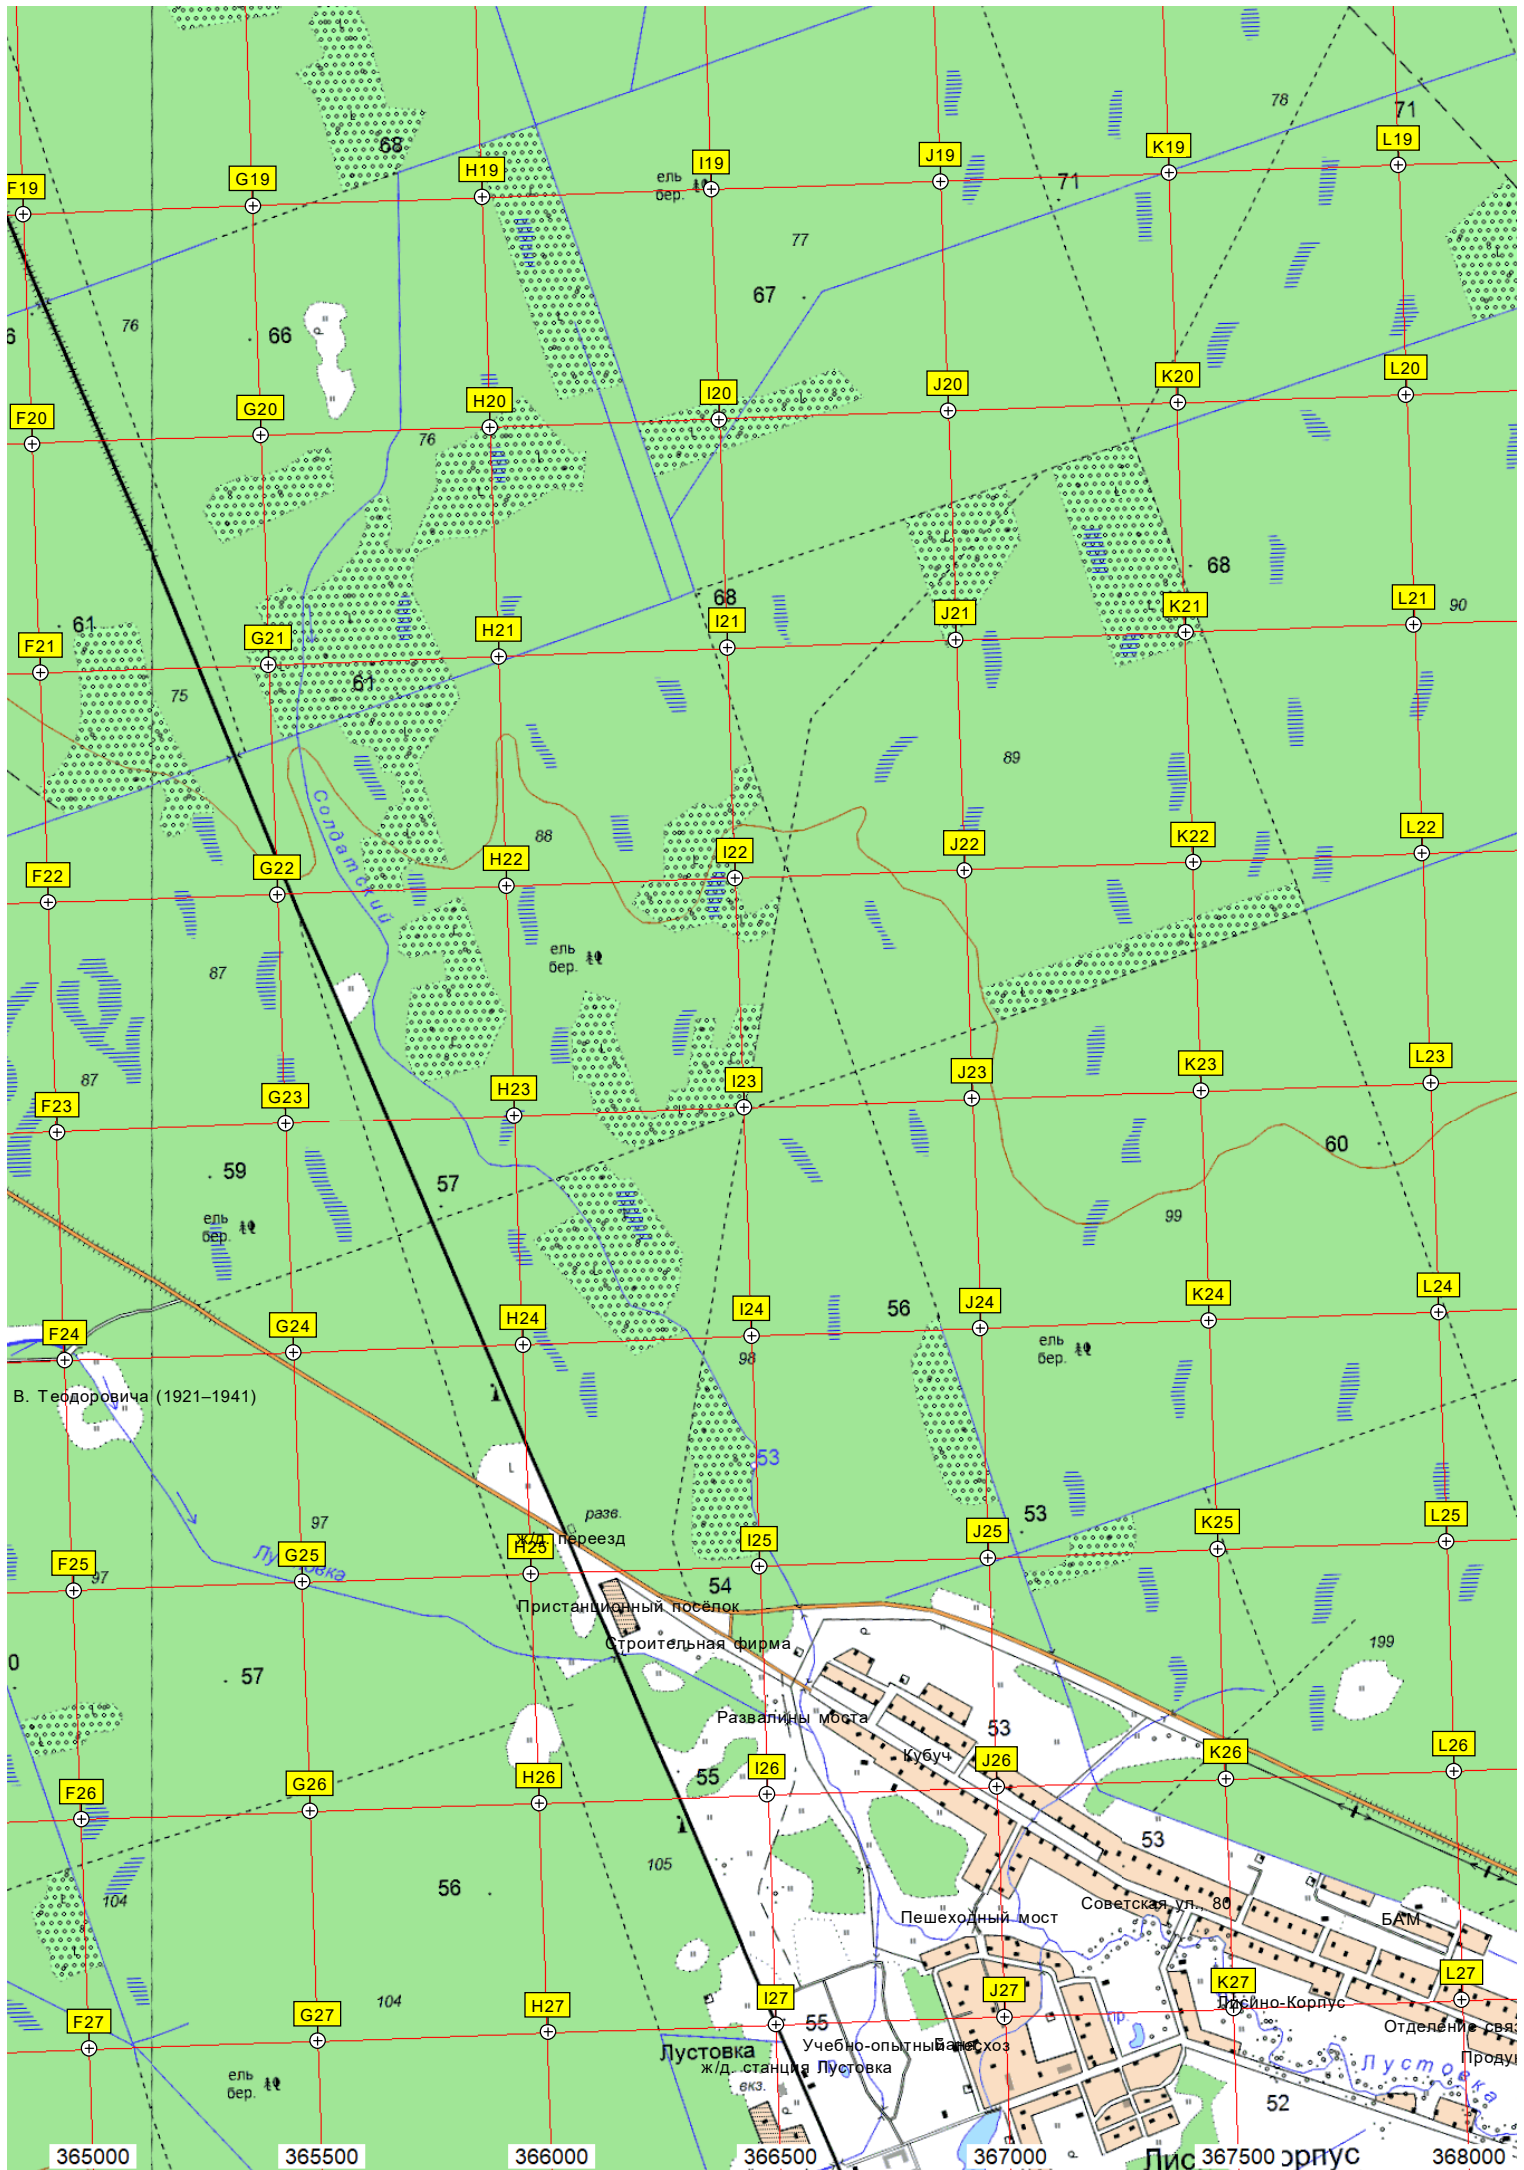 78
71
68
F19
G19
H19
I19
J19
K19
L19
ель
бер.
71
77
67
76
66
F20
G20
H20
I20
J20
K20
L20
76
68
61
68
90
F21
G21
H21
I21
J21
K21
L21
75
61
89
Солдатский
88
F22
G22
H22
I22
J22
K22
L22
87
ель
бер.
87
F23
G23
H23
I23
J23
K23
L23
60
59
57
ель
бер.
99
F24
G24
H24
I24
J24
K24
L24
56
ель
бер.
98
В. Теодоровича (1921–1941)
53
разв.
97
53
ж/д. переезд
F25
G25
H25
I25
J25
K25
L25
97
54
Пристанционный посёлок
Строительная фирма
199
0
57
Развалины моста
53
Кубуч
F26
G26
H26
I26
J26
K26
L26
55
53
105
104
56
Советская ул., 80
Пешеходный мост
БАМ
104
F27
G27
H27
I27
J27
K27
L27
Лисино-Корпус
55
пр.
Отделение связ
Учебно-опытный лесхоз
Лустовка
ж/д. станция Лустовка
Продук
Лустовка
ель
бер.
вкз.
52
365000
365500
366000
366500
367000
367500
368000